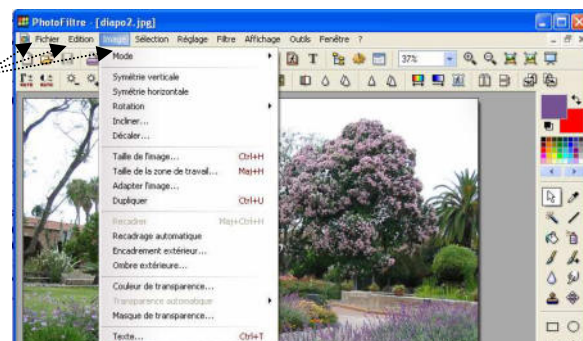 PhotoFiltre - [diapo2.jpg]
Fichier Edition Image Sélection Réglage Filtre Affichage Outils Fenêtre ?
Mode
37%
Symétrie verticale
Symétrie horizontale
Rotation
Incliner...
Décaler...
Taille de l'image... Ctrl+H
Taille de la zone de travail... Maj+H
Adapter l'image...
Dupliquer Ctrl+U
Recadrer Maj+Ctrl+H
Recadrage automatique
Encadrement extérieur...
Ombre extérieure...
Couleur de transparence...
Transparence automatique
Masque de transparence...
Texte... Ctrl+T